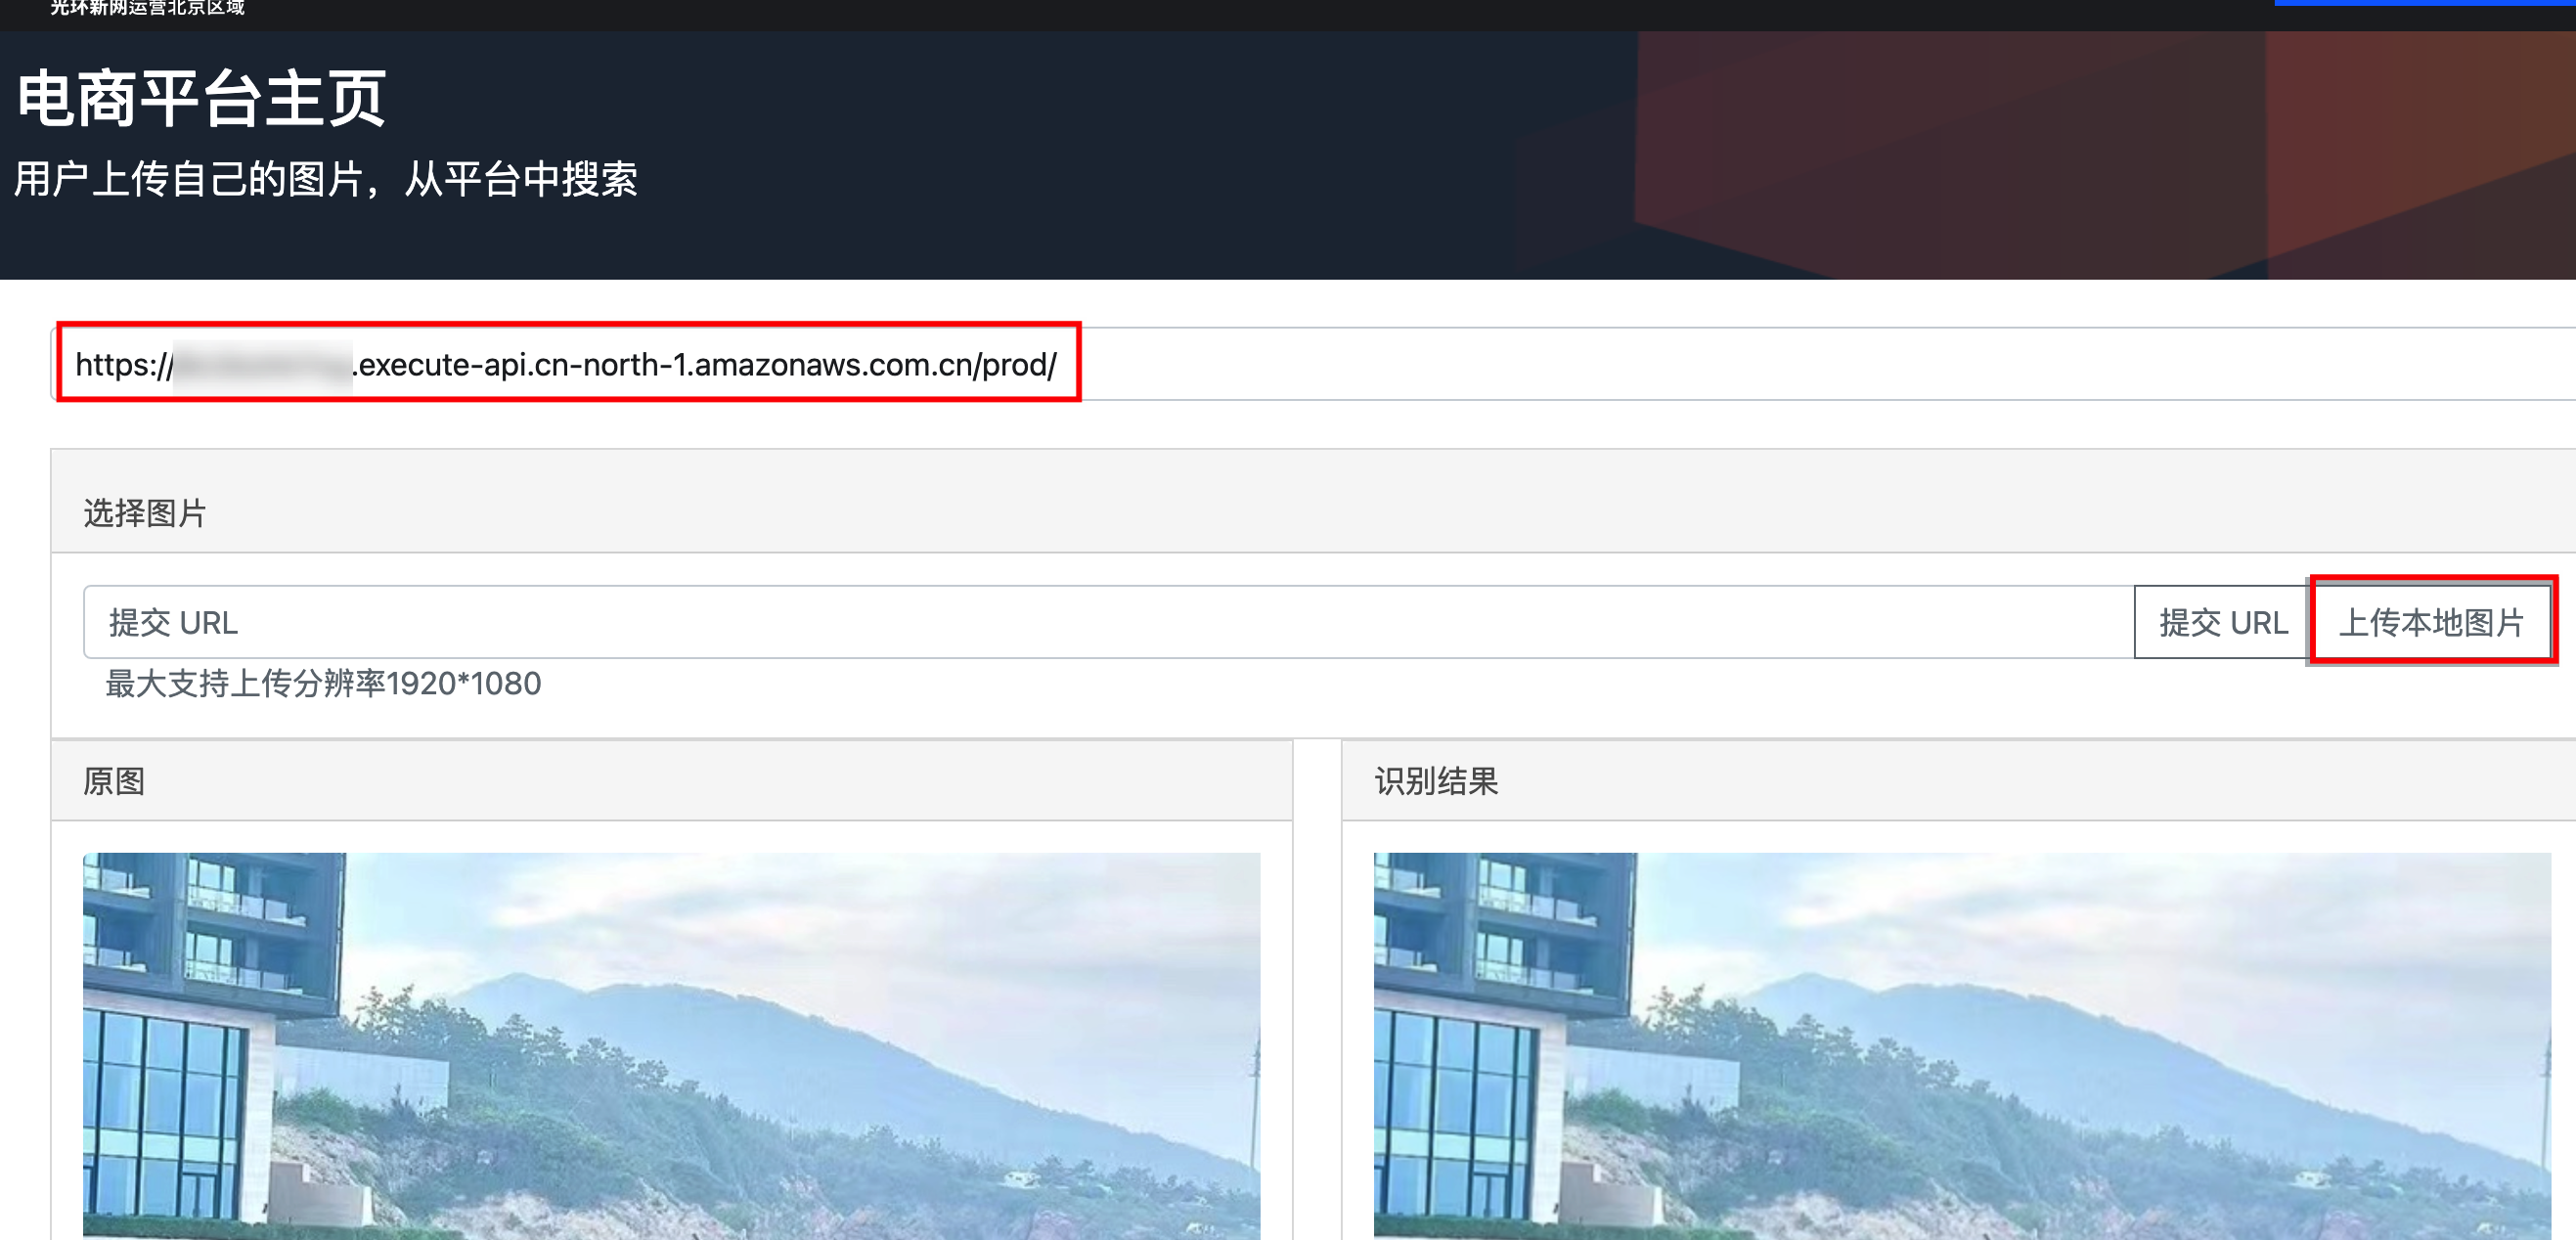 光环新网运营北京区域
电商平台主页
用户上传自己的图片，从平台中搜索
https://
.execute-api.cn-north-1.amazonaws.com.cn/prod/
选择图片
提交 URL
提交 URL
上传本地图片
最大支持上传分辨率1920*1080
原图
识别结果